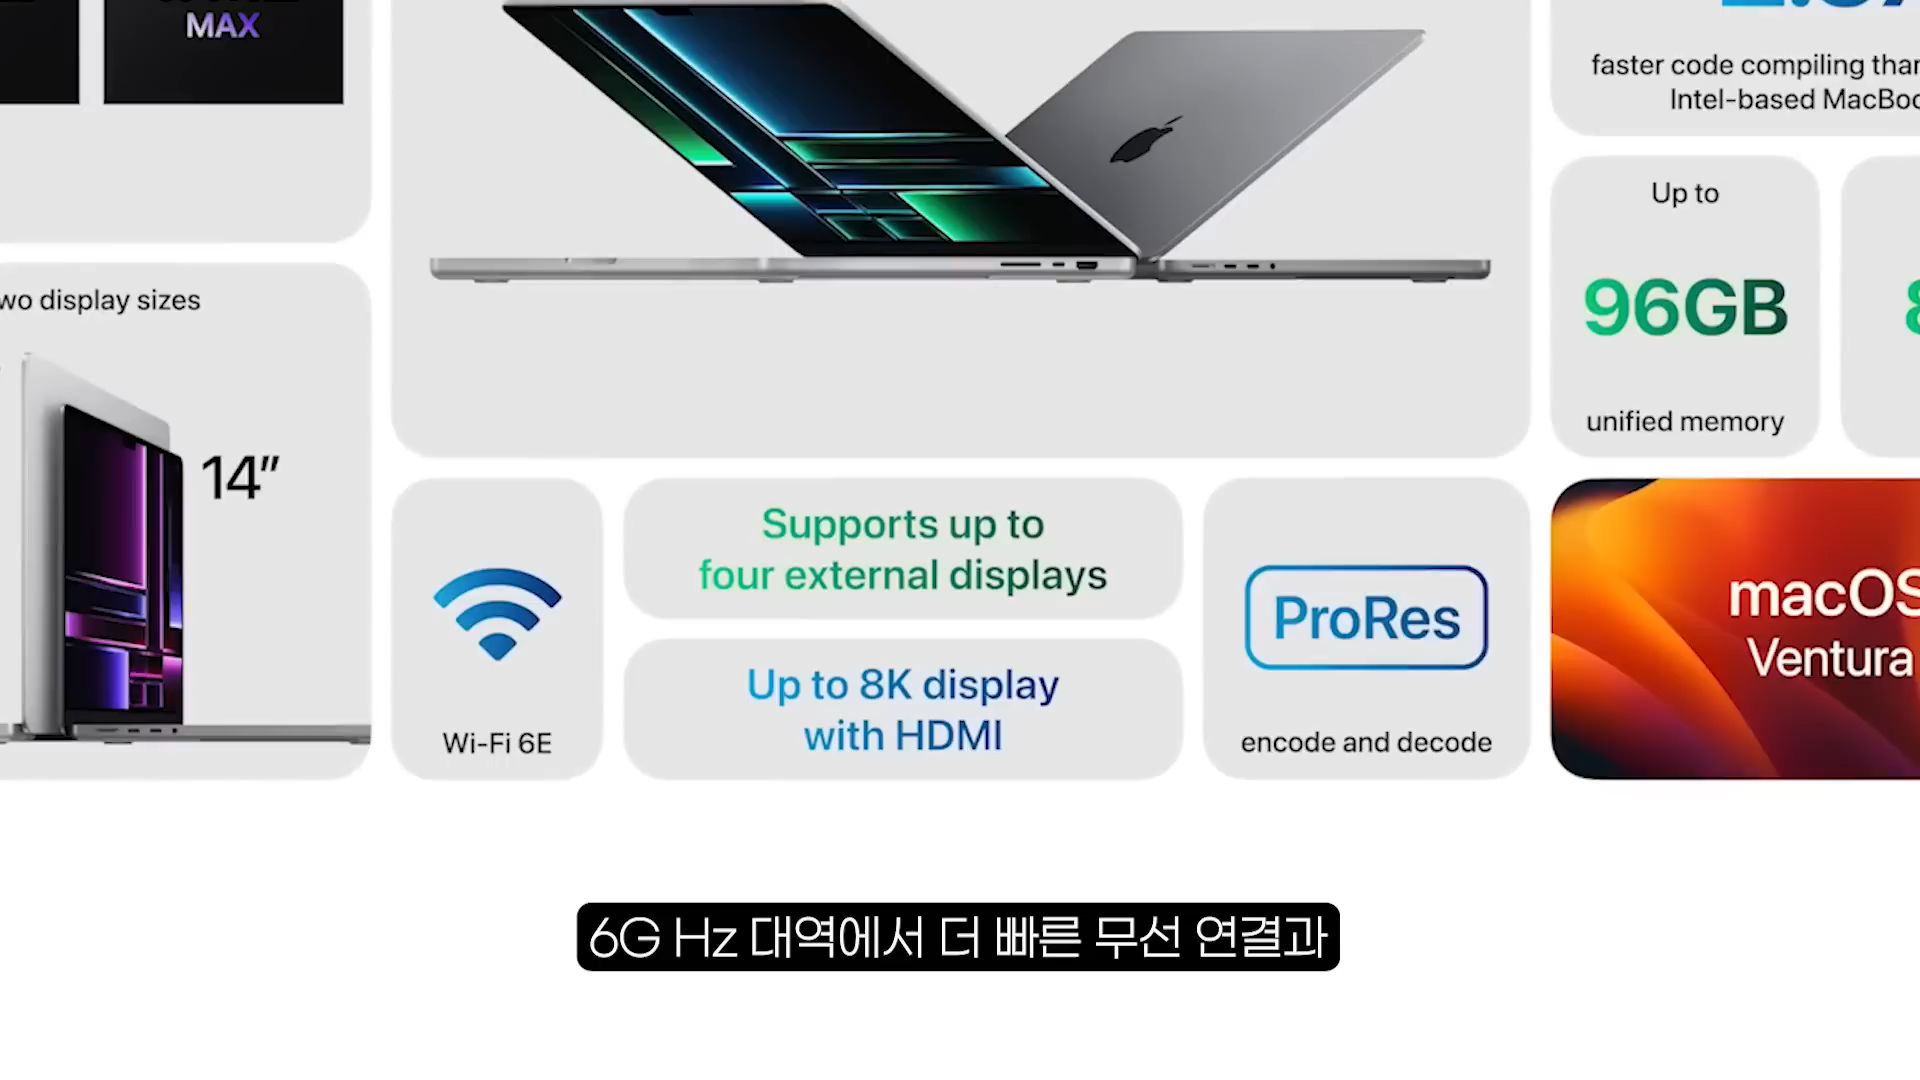 MAX
faster code compiling than
Intel-based
Up to
96GB
unified memory
two display sizes
14”
Wi-Fi 6E
Supports up to
four external displays
Up to 8K display
with HDMI
ProRes
encode and decode
macOS
Ventura
6G Hz 대역에서 더 빠른 무선 연결과